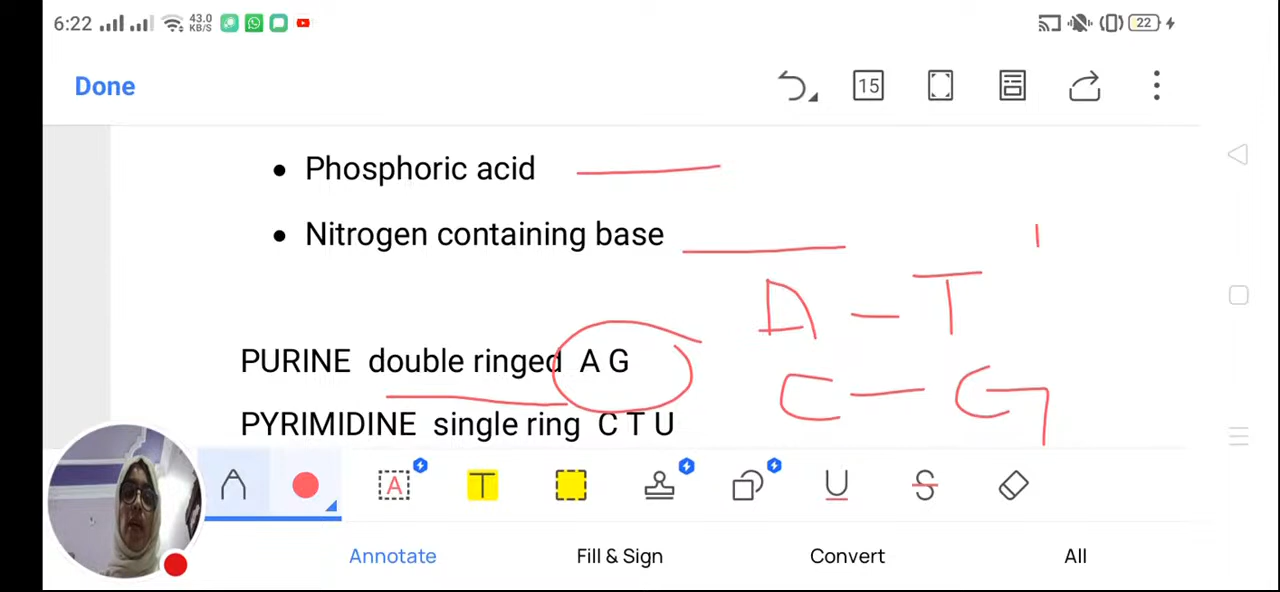 6:22 43.0 KB/S 22
Done 15
• Phosphoric acid
• Nitrogen containing base
A – T
C – G
PURINE double ringed A G
PYRIMIDINE single ring C T U
A T U S
Annotate Fill & Sign Convert All